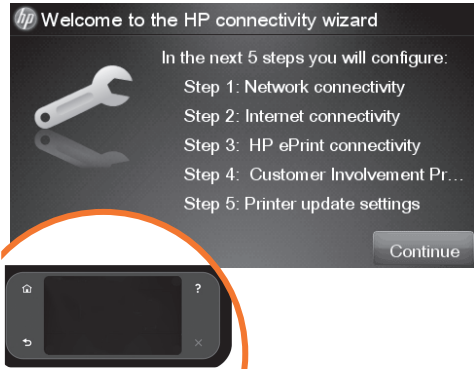 hp Welcome to the HP connectivity wizard
In the next 5 steps you will configure:
Step 1: Network connectivity
Step 2: Internet connectivity
Step 3: HP ePrint connectivity
Step 4: Customer Involvement Pr...
Step 5: Printer update settings
Continue
?